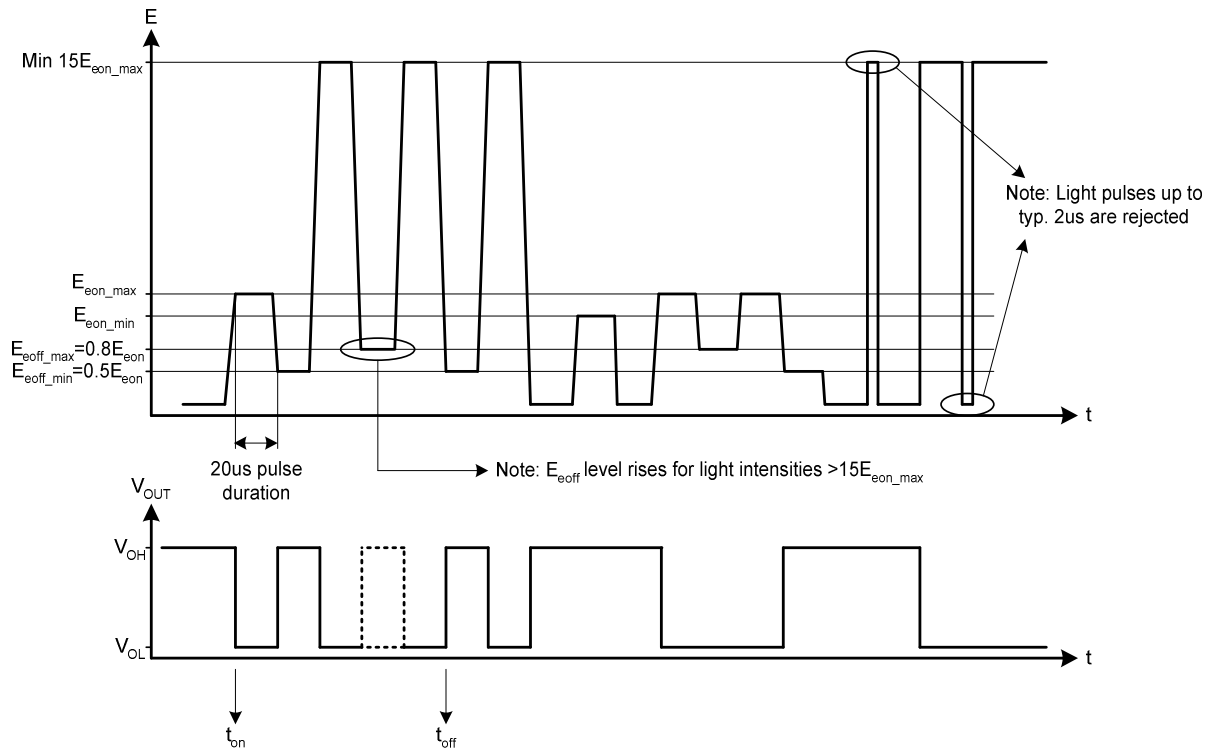 E
Min 15E_eon_max
Note: Light pulses up to
typ. 2us are rejected
E_eon_max
E_eon_min
E_eoff_max=0.8E_eon
E_eoff_min=0.5E_eon
t
20us pulse
duration
Note: E_eoff level rises for light intensities >15E_eon_max
V_OUT
V_OH
V_OL
t
t_on
t_off